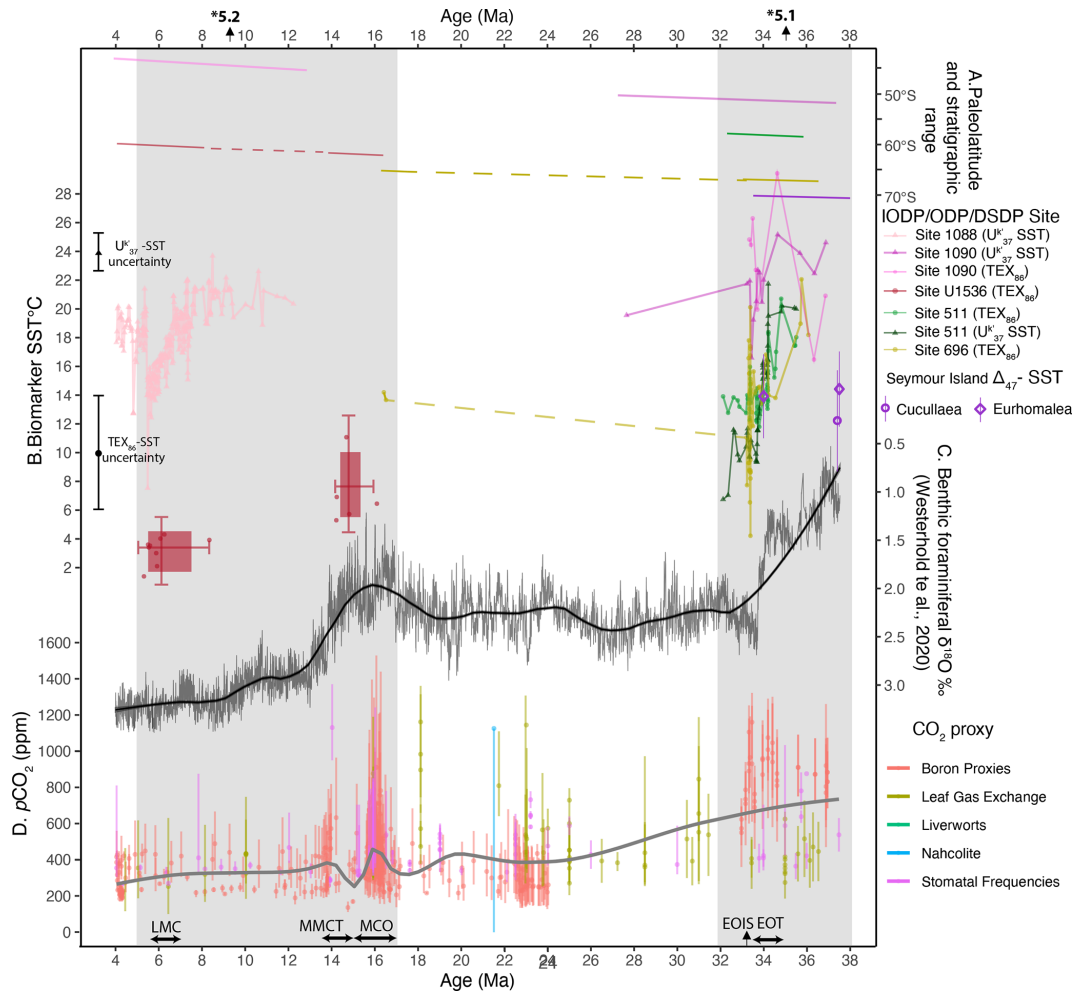 *5.2
Age (Ma)
*5.1
4 6 8 10 12 14 16 18 20 22 24 26 28 30 32 34 36 38
A.Paleolatitude
and stratigraphic
range
50°S
60°S
70°S
B.Biomarker SST°C
28
26
24
22
20
18
16
14
12
10
8
6
4
2
Uᵏ'₃₇ -SST
uncertainty
TEX₈₆-SST
uncertainty
IODP/ODP/DSDP Site
Site 1088 (Uᵏ'₃₇ SST)
Site 1090 (Uᵏ'₃₇ SST)
Site 1090 (TEX₈₆)
Site U1536 (TEX₈₆)
Site 511 (TEX₈₆)
Site 511 (Uᵏ'₃₇ SST)
Site 696 (TEX₈₆)
Seymour Island Δ₄₇- SST
Cucullaea
Eurhomalea
C. Benthic foraminiferal δ¹⁸O ‰
(Westerhold te al., 2020)
0.5
1.0
1.5
2.0
2.5
3.0
D. pCO₂ (ppm)
1600
1400
1200
1000
800
600
400
200
0
CO₂ proxy
Boron Proxies
Leaf Gas Exchange
Liverworts
Nahcolite
Stomatal Frequencies
LMC
MMCT
MCO
EOIS
EOT
4 6 8 10 12 14 16 18 20 22 24 26 28 30 32 34 36 38
24
Age (Ma)